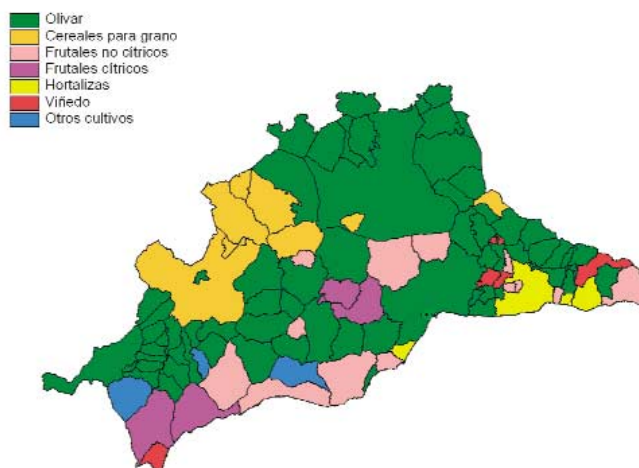 Olivar
Cereales para grano
Frutales no cítricos
Frutales cítricos
Hortalizas
Viñedo
Otros cultivos